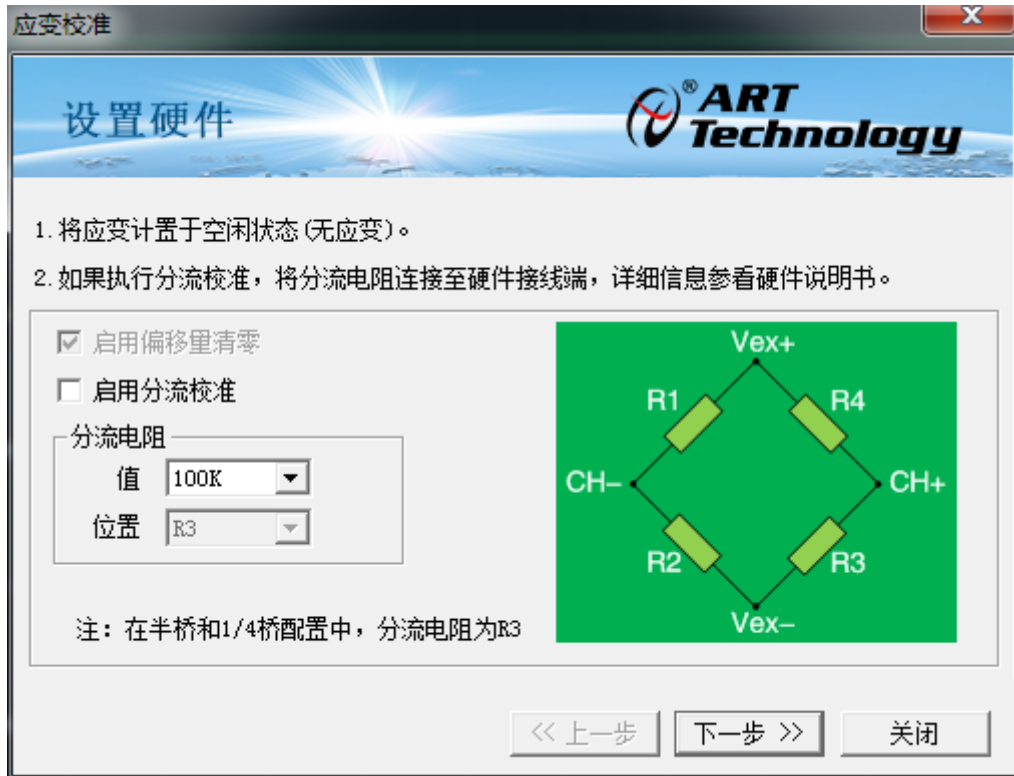 应变校准
设置硬件
®ART
Technology
1.将应变计置于空闲状态(无应变)。
2.如果执行分流校准，将分流电阻连接至硬件接线端，详细信息参看硬件说明书。
启用偏移量清零
启用分流校准
分流电阻
值 100K
位置 R3
Vex+
R1 R4
CH- CH+
R2 R3
Vex-
注：在半桥和1/4桥配置中，分流电阻为R3
<< 上一步 下一步 >> 关闭